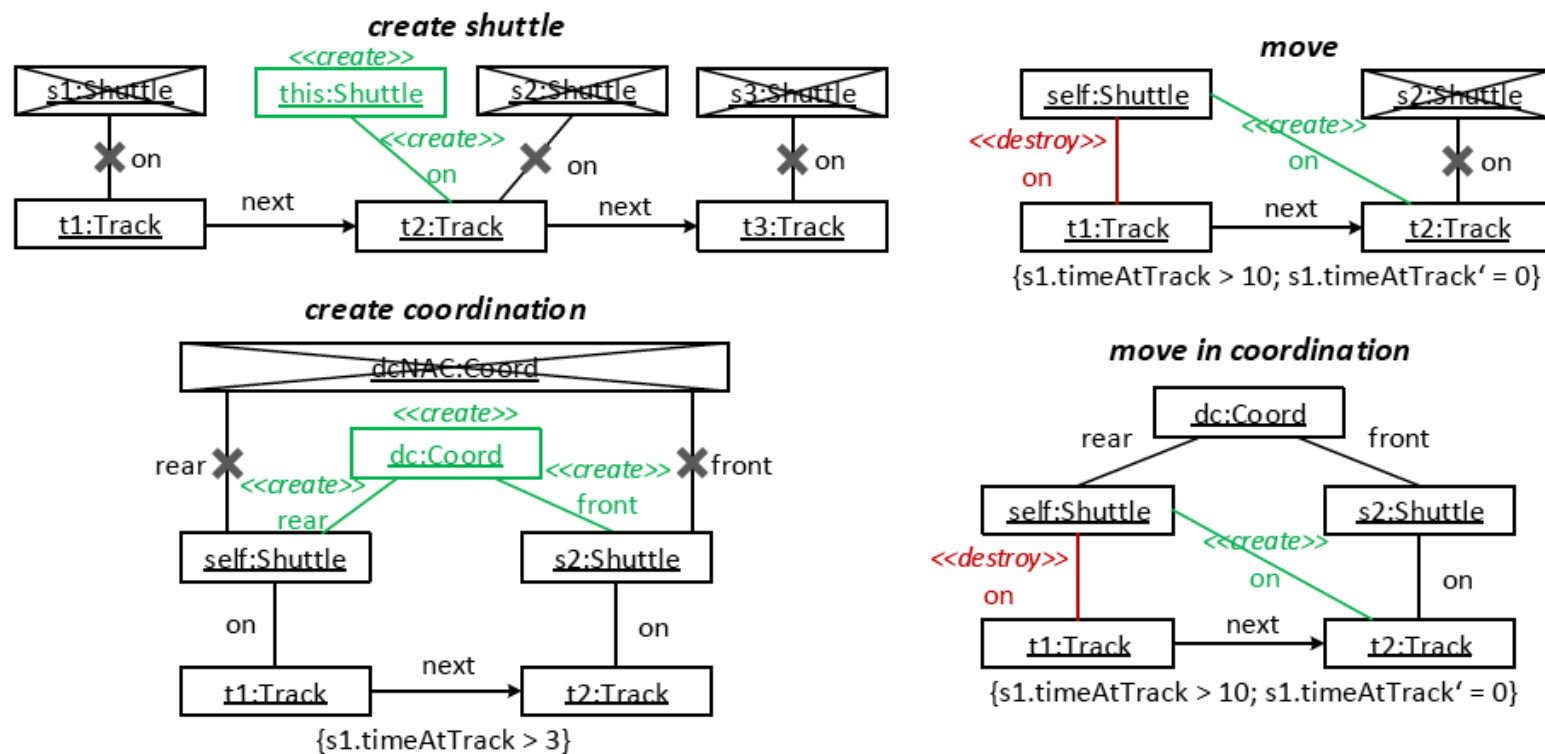 create shuttle
<<create>>
s1:Shuttle
this:Shuttle
s2:Shuttle
s3:Shuttle
<<create>>
on
on
on
on
next
next
t1:Track
t2:Track
t3:Track
move
self:Shuttle
s2:Shuttle
<<destroy>>
<<create>>
on
on
on
next
t1:Track
t2:Track
{s1.timeAtTrack > 10; s1.timeAtTrack‘ = 0}
create coordination
dcNAC:Coord
<<create>>
dc:Coord
rear
front
<<create>>
<<create>>
rear
front
self:Shuttle
s2:Shuttle
on
on
next
t1:Track
t2:Track
{s1.timeAtTrack > 3}
move in coordination
dc:Coord
rear
front
self:Shuttle
s2:Shuttle
<<destroy>>
<<create>>
on
on
on
next
t1:Track
t2:Track
{s1.timeAtTrack > 10; s1.timeAtTrack‘ = 0}